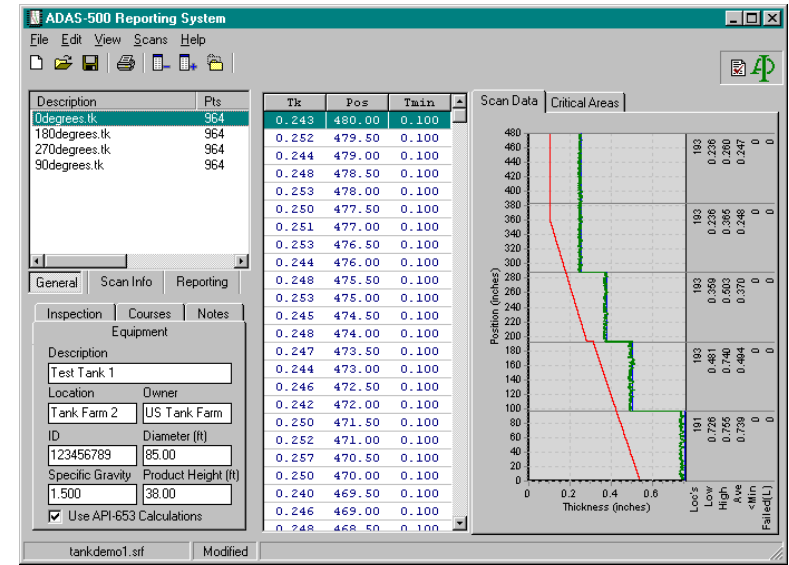 ADAS-500 Reporting System
File Edit View Scans Help
Description Pts
0degrees.tk 964
180degrees.tk 964
270degrees.tk 964
90degrees.tk 964
General Scan Info Reporting
Inspection Courses Notes
Equipment
Description
Test Tank 1
Location Owner
Tank Farm 2 US Tank Farm
ID Diameter (ft)
123456789 85.00
Specific Gravity Product Height (ft)
1.500 38.00
Use API-653 Calculations
Tk Pos Tmin
0.243 480.00 0.100
0.252 479.50 0.100
0.244 479.00 0.100
0.248 478.50 0.100
0.253 478.00 0.100
0.250 477.50 0.100
0.251 477.00 0.100
0.253 476.50 0.100
0.244 476.00 0.100
0.248 475.50 0.100
0.253 475.00 0.100
0.245 474.50 0.100
0.248 474.00 0.100
0.247 473.50 0.100
0.244 473.00 0.100
0.246 472.50 0.100
0.242 472.00 0.100
0.250 471.50 0.100
0.252 471.00 0.100
0.257 470.50 0.100
0.250 470.00 0.100
0.240 469.50 0.100
0.246 469.00 0.100
0.248 468.50 0.100
Scan Data Critical Areas
Position (inches)
480
460
440
420
400
380
360
340
320
300
280
260
240
220
200
180
160
140
120
100
80
60
40
20
0
0 0.2 0.4 0.6
Thickness (inches)
193 0.236 0.260 0.247 0 0
193 0.236 0.365 0.248 0 0
193 0.359 0.503 0.370 0 0
193 0.481 0.740 0.494 0 0
191 0.726 0.755 0.739 0 0
Loc's Low High Ave <Min Failed(L)
tankdemo1.srf Modified